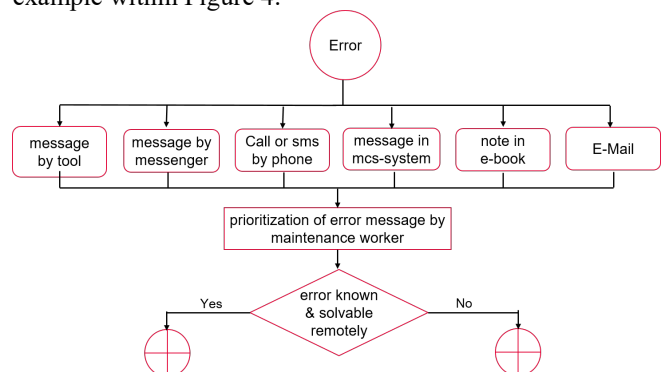 example within Figure 4.
Error
message
by tool
message by
messenger
Call or sms
by phone
message in
mcs-system
note in
e-book
E-Mail
prioritization of error message by
maintenance worker
error known
& solvable
remotely
Yes
No